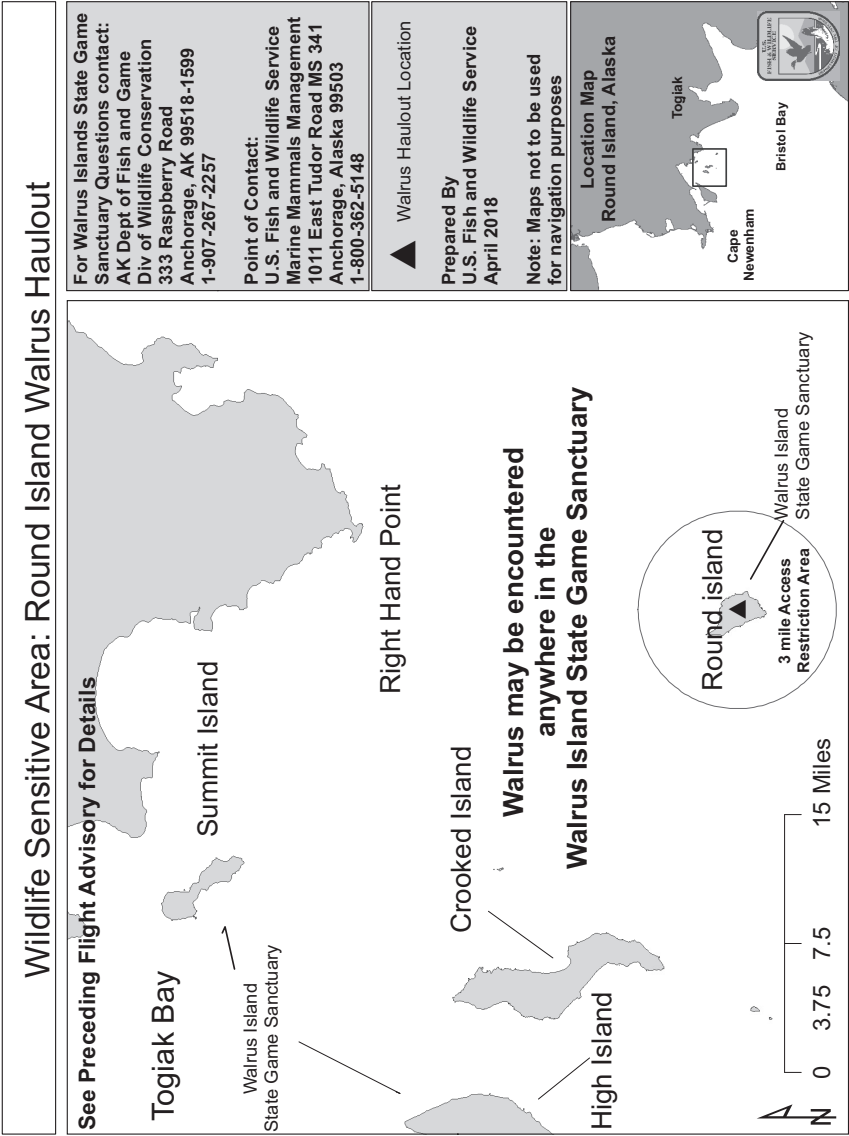 Wildlife Sensitive Area: Round Island Walrus Haulout
See Preceding Flight Advisory for Details
Togiak Bay
Walrus Island
State Game Sanctuary
Summit Island
Right Hand Point
Crooked Island
High Island
Walrus may be encountered
anywhere in the
Walrus Island State Game Sanctuary
Round island
3 mile Access
Restriction Area
Walrus Island
State Game Sanctuary
N
0 3.75 7.5 15 Miles
For Walrus Islands State Game
Sanctuary Questions contact:
AK Dept of Fish and Game
Div of Wildlife Conservation
333 Raspberry Road
Anchorage, AK 99518-1599
1-907-267-2257
Point of Contact:
U.S. Fish and Wildlife Service
Marine Mammals Management
1011 East Tudor Road MS 341
Anchorage, Alaska 99503
1-800-362-5148
Walrus Haulout Location
Prepared By
U.S. Fish and Wildlife Service
April 2018
Note: Maps not to be used
for navigation purposes
Location Map
Round Island, Alaska
Togiak
Cape
Newenham
Bristol Bay
U.S.
FISH & WILDLIFE
SERVICE